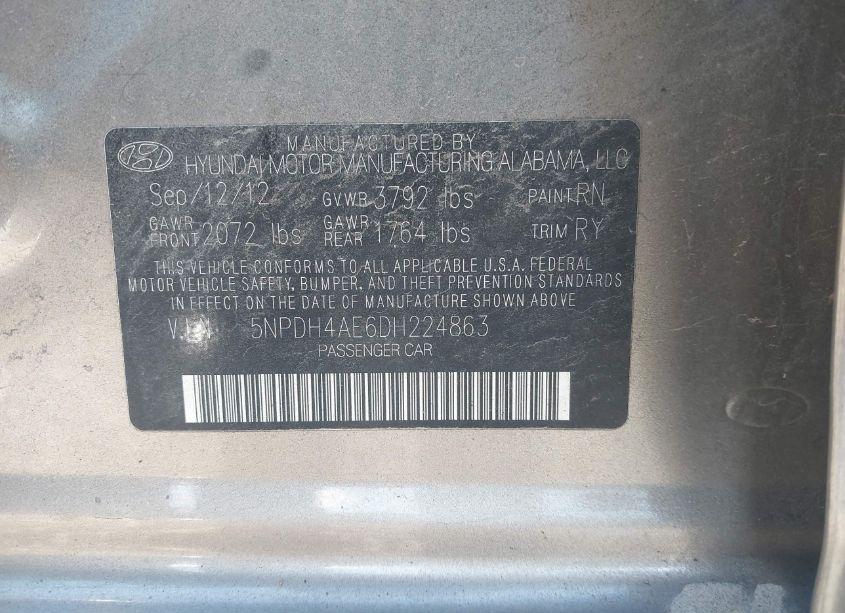 MANUFACTURED BY
HYUNDAI MOTOR MANUFACTURING ALABAMA, LLC
Sep/12/12 GVWR 3792 lbs PAINT RN
GAWR FRONT 2072 lbs GAWR REAR 1764 lbs TRIM RY
THIS VEHICLE CONFORMS TO ALL APPLICABLE U.S.A. FEDERAL
MOTOR VEHICLE SAFETY, BUMPER, AND THEFT PREVENTION STANDARDS
IN EFFECT ON THE DATE OF MANUFACTURE SHOWN ABOVE
V.I.N 5NPDH4AE6DH224863
PASSENGER CAR